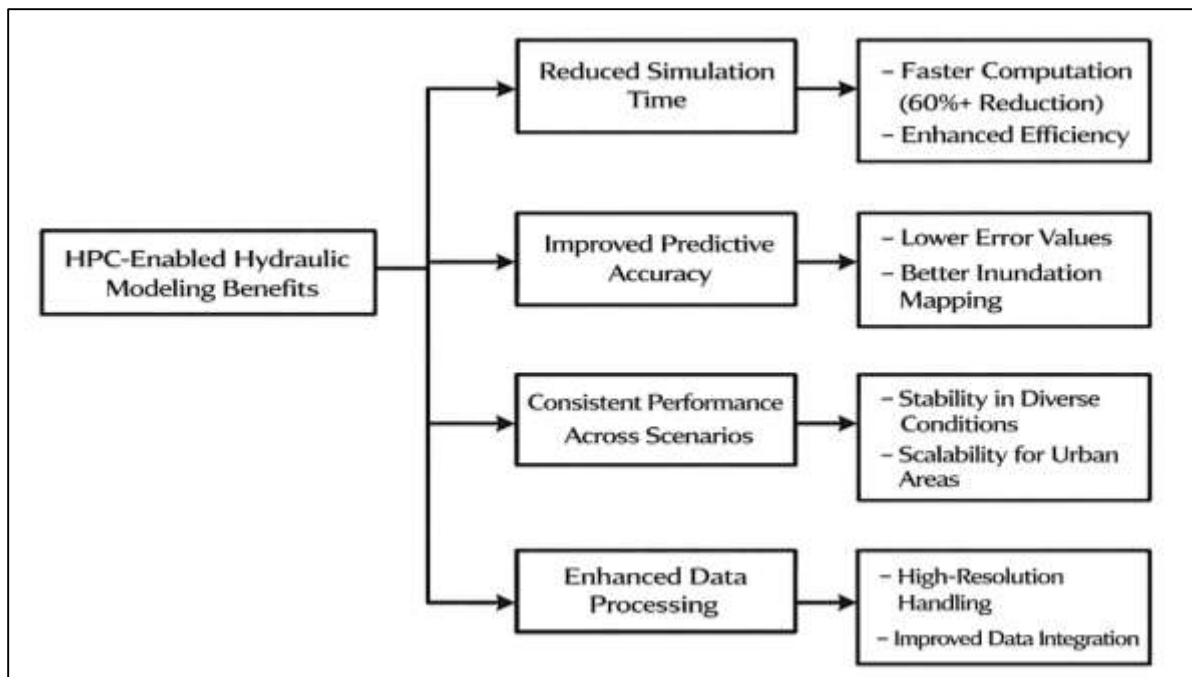 HPC-Enabled Hydraulic
Modeling Benefits
Reduced Simulation
Time
– Faster Computation
(60%+ Reduction)
– Enhanced Efficiency
Improved Predictive
Accuracy
– Lower Error Values
– Better Inundation
Mapping
Consistent Performance
Across Scenarios
– Stability in Diverse
Conditions
– Scalability for Urban
Areas
Enhanced Data
Processing
– High-Resolution
Handling
– Improved Data Integration